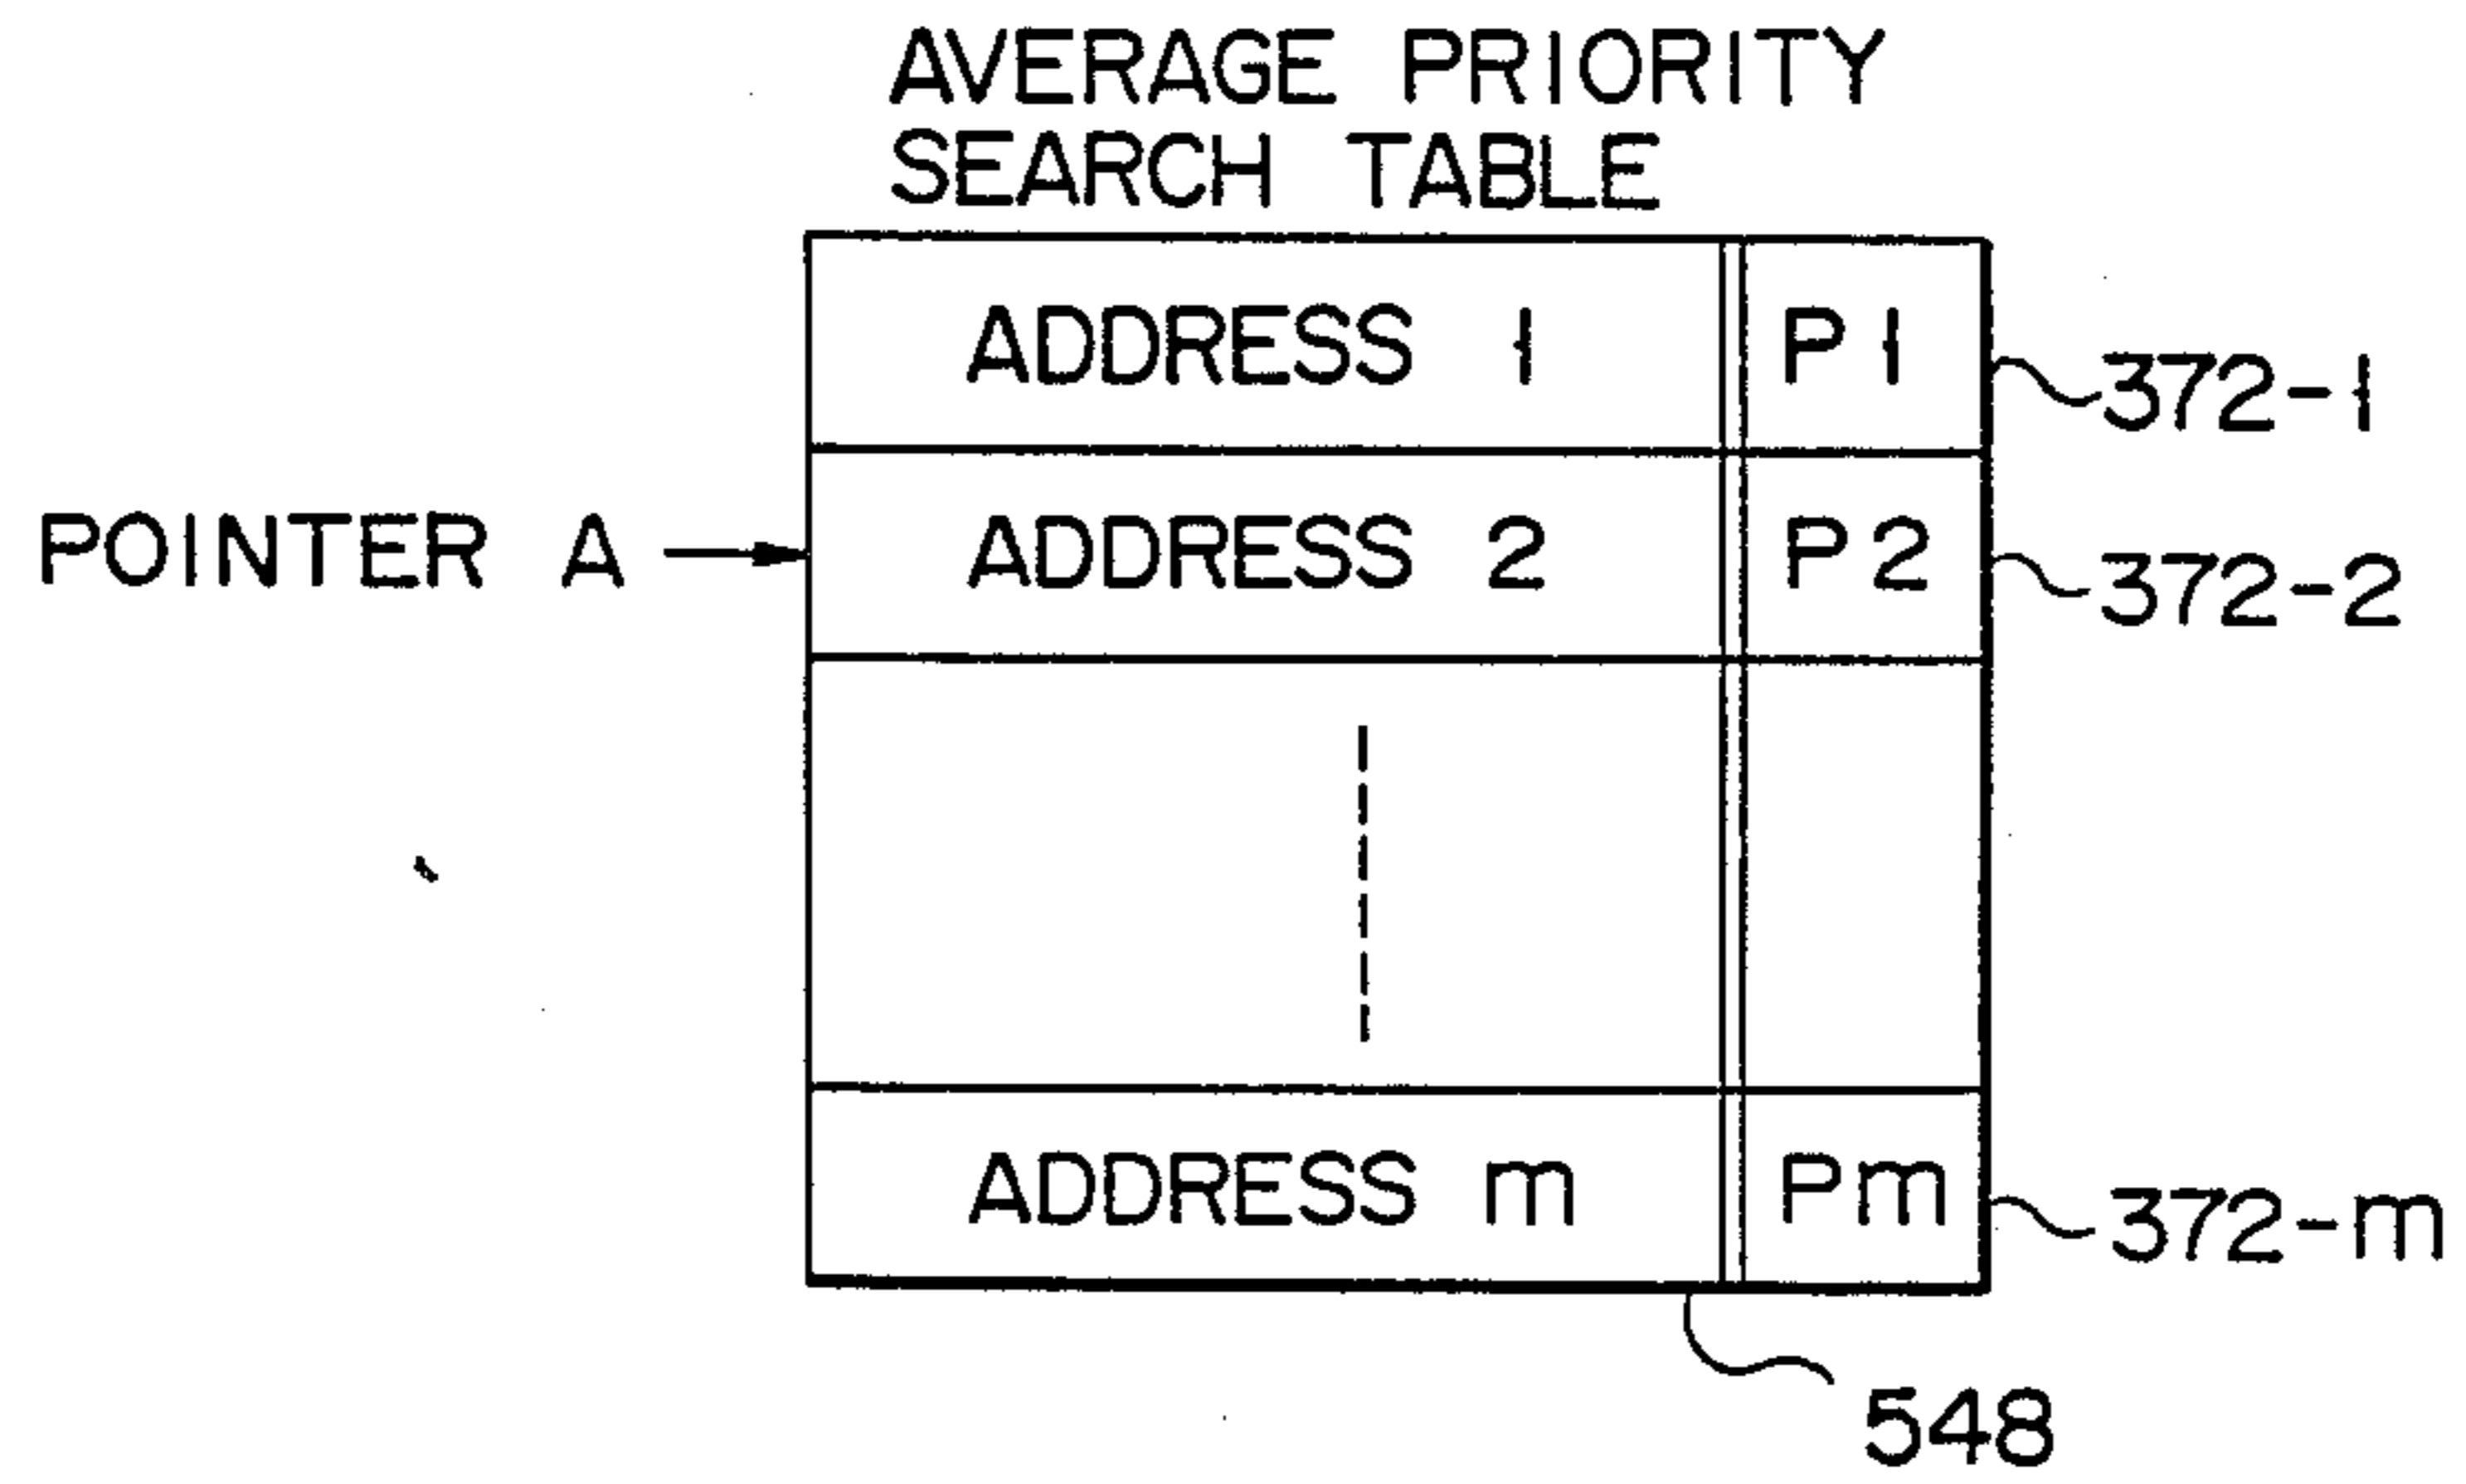 AVERAGE PRIORITY
SEARCH TABLE
ADDRESS 1 P1 372-1
POINTER A ADDRESS 2 P2 372-2
ADDRESS m Pm 372-m
548